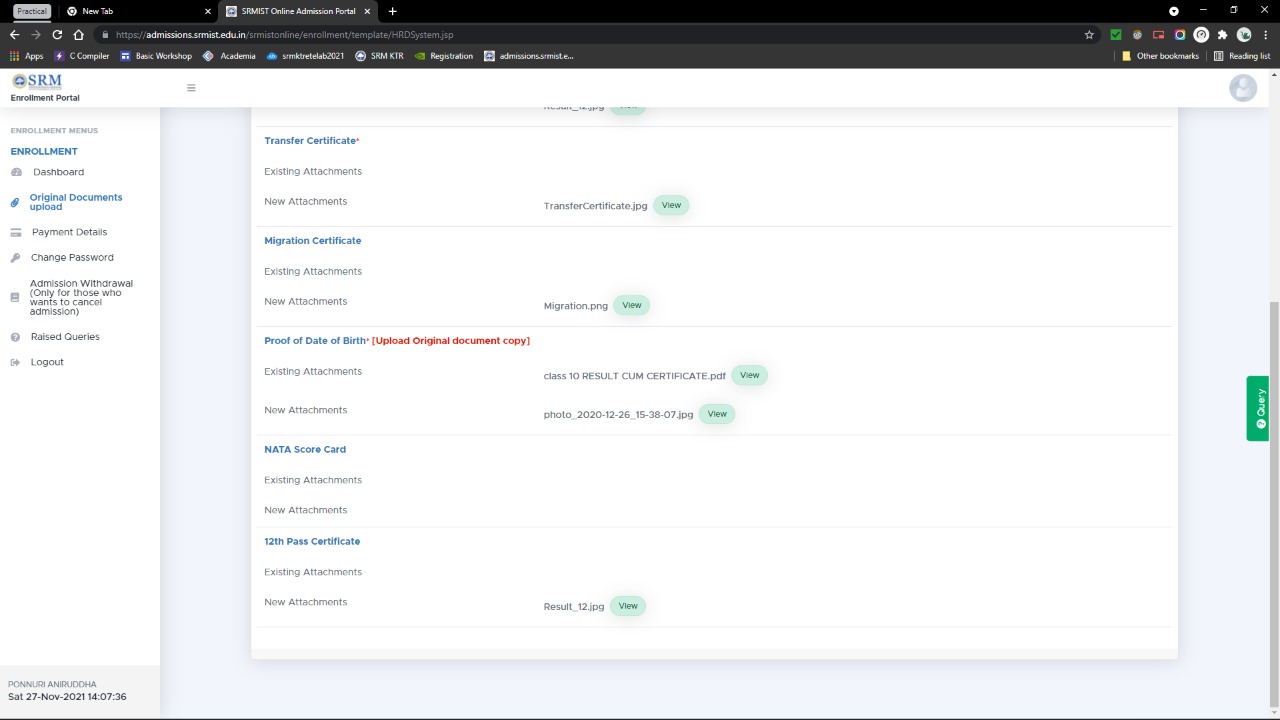 Practical
New Tab
SRMIST Online Application Portal
https://admissions.srmist.edu.in/srmistonline/enrollment/template/HRDSystem.jsp
Apps
C Compiler
Basic Workshop
Academia
srmktretelab2021
SRM KTR
admissions.srmist.e...
Other bookmarks
Reading list
SRM
Enrollment Portal
ENROLLMENT MENUS
ENROLLMENT
Dashboard
Original Documents
upload
Payment Details
Change Password
Admission Withdrawal
(Only for those who
wants to cancel
admission)
Raised Queries
Logout
PONNURI ANIRUDDHA
Sat 27-Nov-2021 14:07:36
Result_12.jpg
Transfer Certificate*
Existing Attachments
New Attachments TransferCertificate.jpg View
Migration Certificate
Existing Attachments
New Attachments Migration.png View
Proof of Date of Birth* [Upload Original document copy]
Existing Attachments class 10 RESULT CUM CERTIFICATE.pdf View
New Attachments photo_2020-12-26_15-38-07.jpg View
NATA Score Card
Existing Attachments
New Attachments
12th Pass Certificate
Existing Attachments
New Attachments Result_12.jpg View
Query